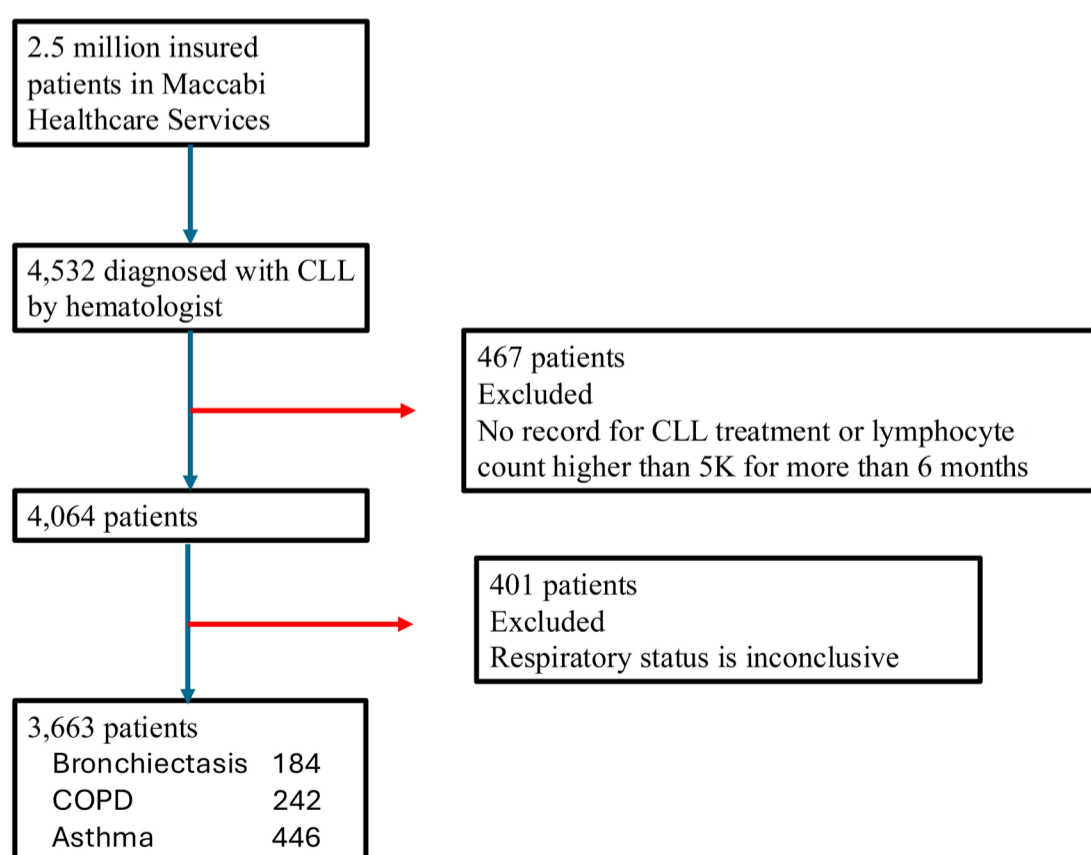 2.5 million insured
patients in Maccabi
Healthcare Services
4,532 diagnosed with CLL
by hematologist
467 patients
Excluded
No record for CLL treatment or lymphocyte
count higher than 5K for more than 6 months
4,064 patients
401 patients
Excluded
Respiratory status is inconclusive
3,663 patients
Bronchiectasis 184
COPD 242
Asthma 446